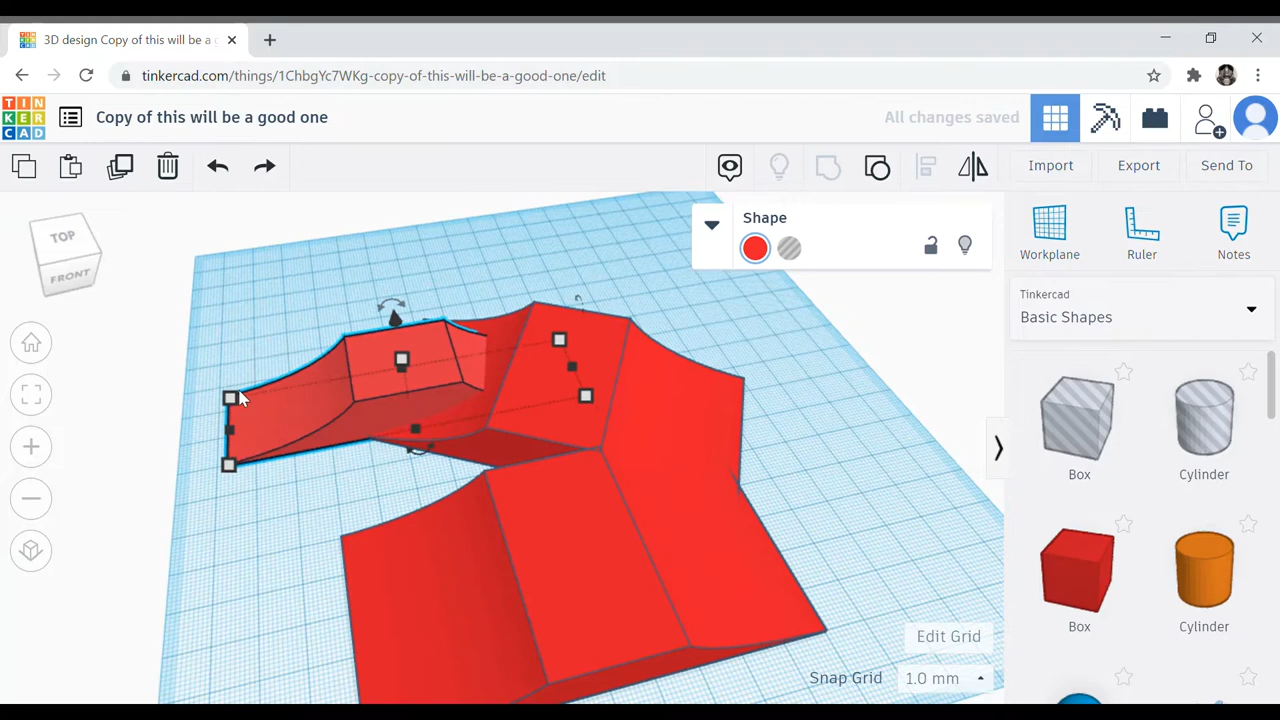 3D design Copy of this will be a g
tinkercad.com/things/1ChbgYc7WKg-copy-of-this-will-be-a-good-one/edit
TIN
KER
CAD
Copy of this will be a good one
All changes saved
Import
Export
Send To
TOP
FRONT
Shape
Workplane
Ruler
Notes
Tinkercad
Basic Shapes
Box
Cylinder
Box
Cylinder
Edit Grid
Snap Grid
1.0 mm